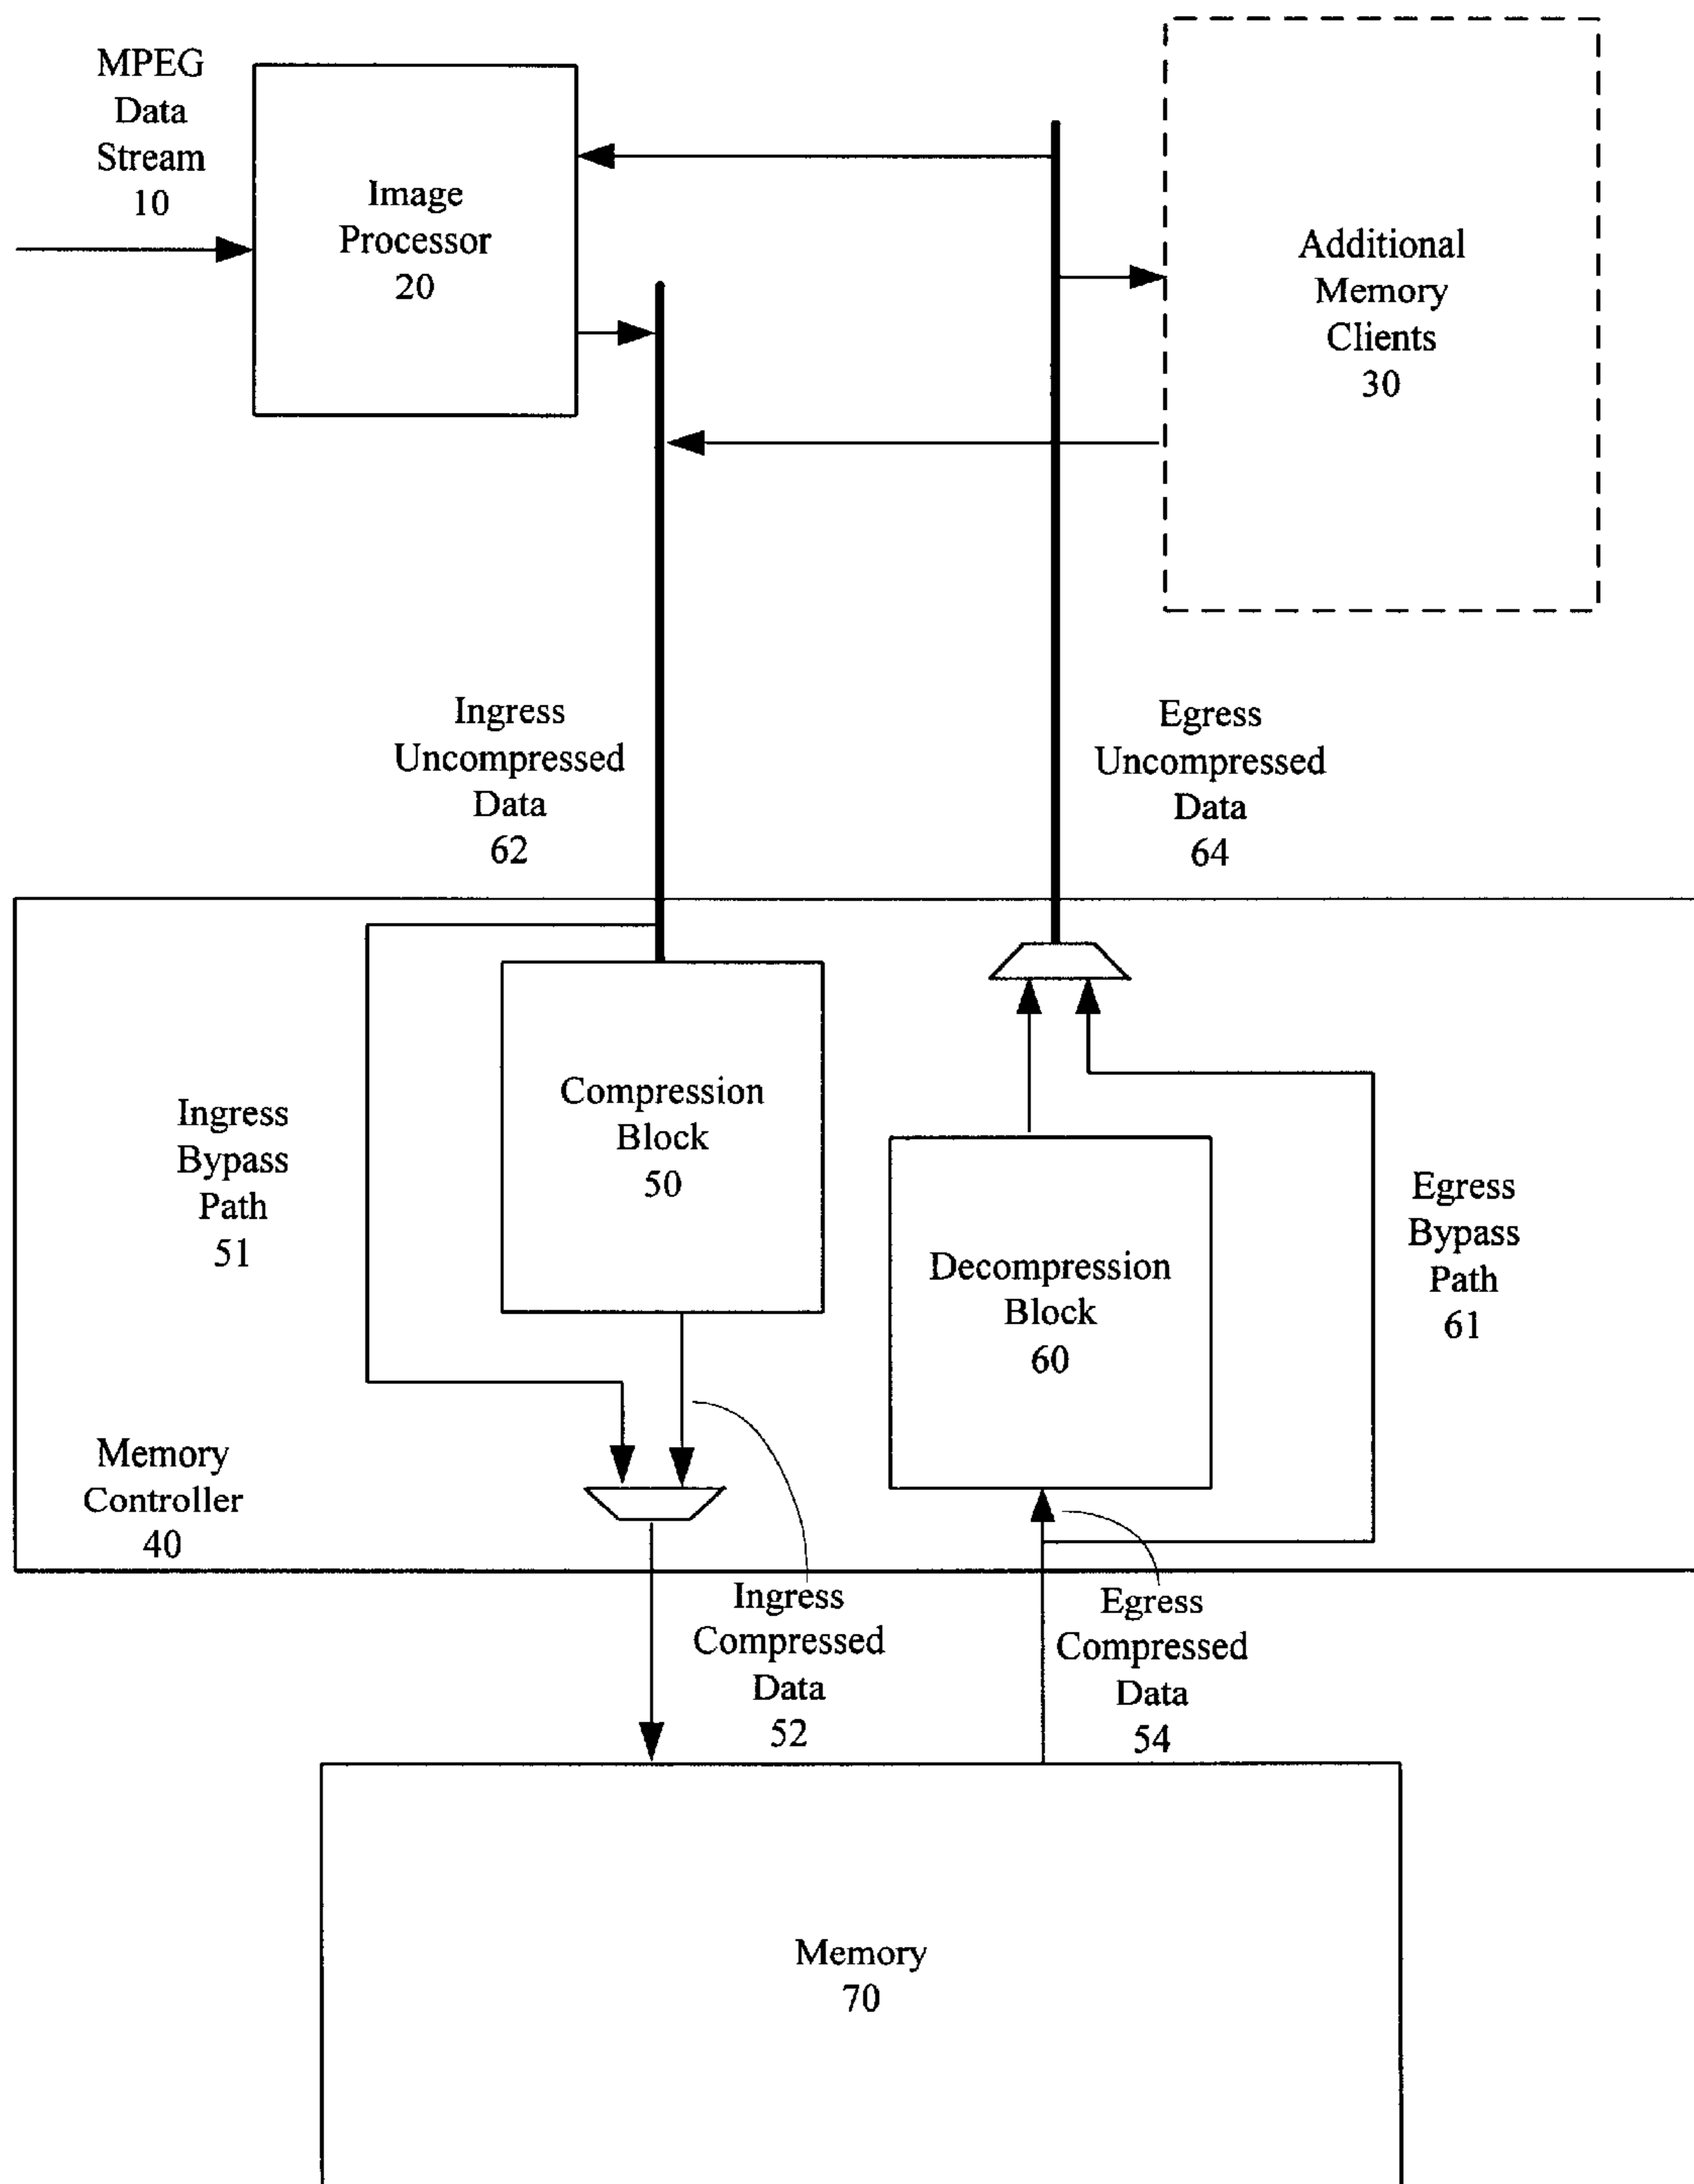 MPEG
Data
Stream
10
Image
Processor
20
Additional
Memory
Clients
30
Ingress
Uncompressed
Data
62
Egress
Uncompressed
Data
64
Compression
Block
50
Ingress
Bypass
Path
51
Decompression
Block
60
Egress
Bypass
Path
61
Memory
Controller
40
Ingress
Compressed
Data
52
Egress
Compressed
Data
54
Memory
70